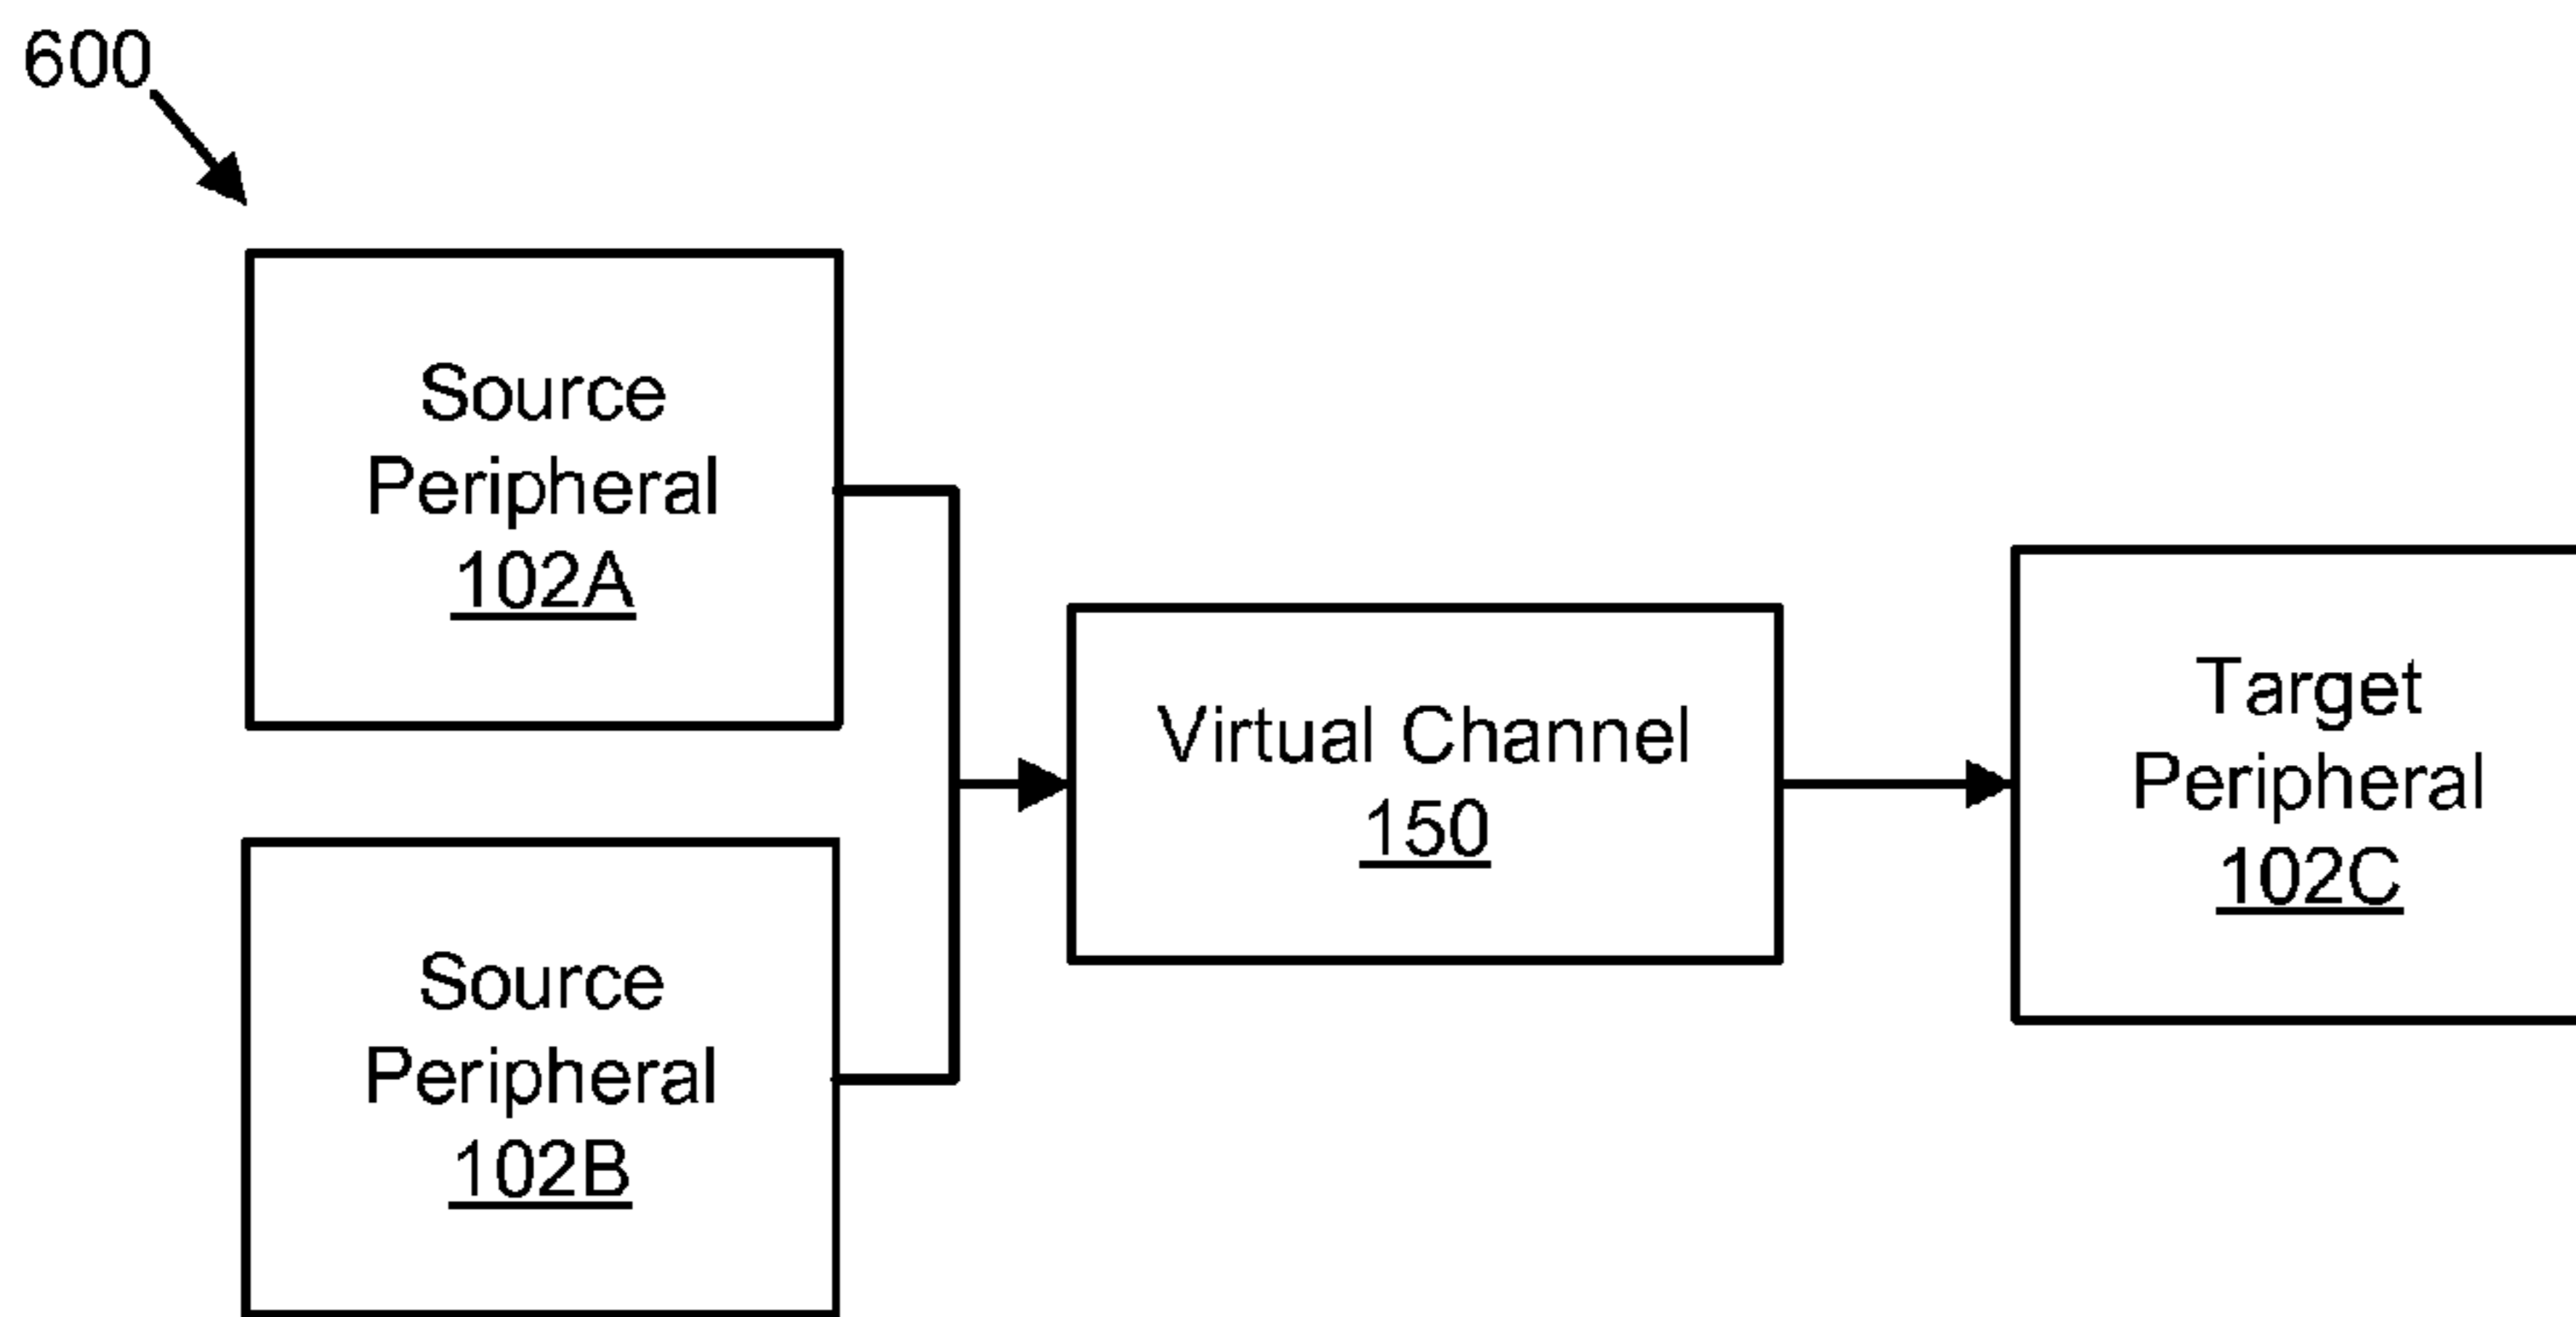 600
Source
Peripheral
102A
Source
Peripheral
102B
Virtual Channel
150
Target
Peripheral
102C